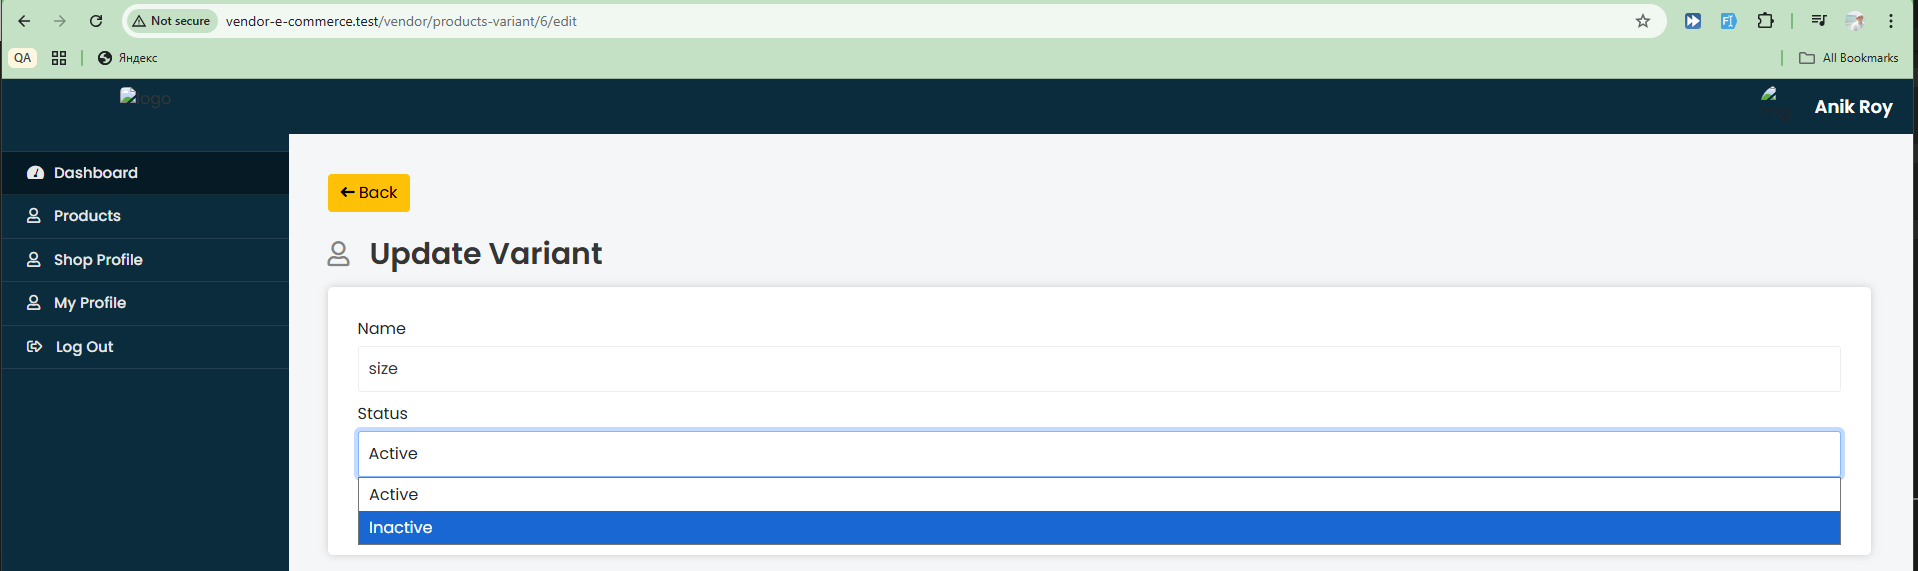 Not secure vendor-e-commerce.test/vendor/products-variant/6/edit
QA Яндекс All Bookmarks
logo Anik Roy
Dashboard
Products
Shop Profile
My Profile
Log Out
Back
Update Variant
Name
size
Status
Active
Active
Inactive